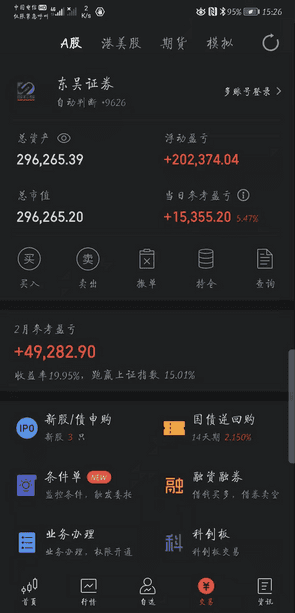 中国电信 HD
仅限紧急呼叫
4G
2
K/s
95%
15:26
A股 港美股 期货 模拟
东吴证券
自动判断 +9626
多账号登录 >
总资产 浮动盈亏
296,265.39 +202,374.04
总市值 当日参考盈亏
296,265.20 +15,355.20 5.47%
买 卖
买入 卖出 撤单 持仓 查询
2月参考盈亏
+49,282.90
收益率19.95%, 跑赢上证指数 15.01%
IPO 新股/债申购 国债逆回购
新股 3 只 14天期 2.150%
条件单 NEW 融 融资融券
监控条件, 触发委托 借钱买多, 借券卖空
业务办理 科 科创板
业务办理, 权限开通 科创板交易
¥
首页 行情 自选 交易 资讯